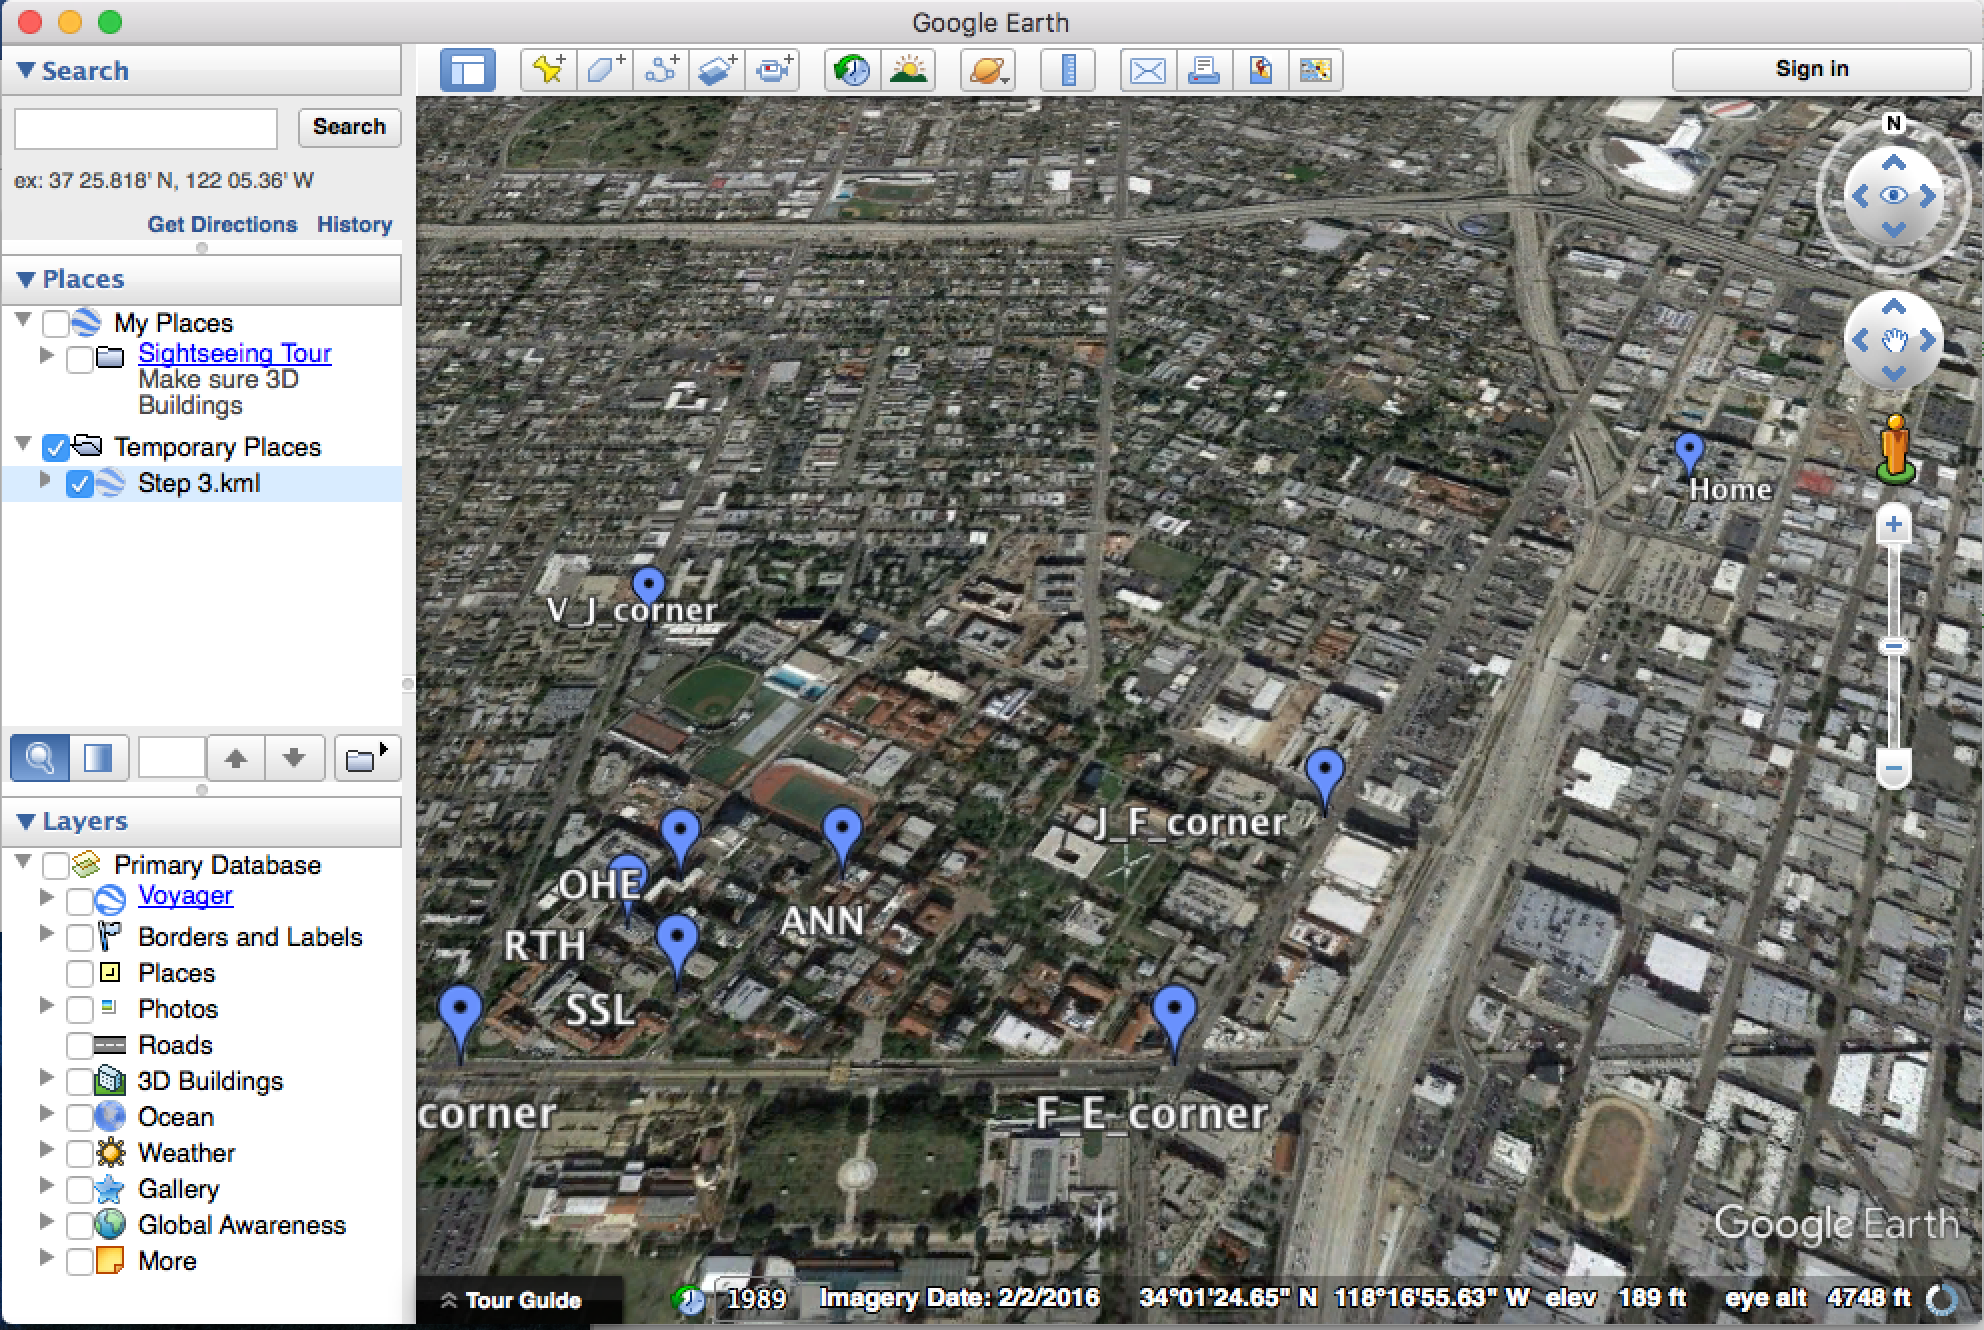 Google Earth
Search
Sign in
Search
ex: 37 25.818' N, 122 05.36' W
Get Directions History
Places
My Places
Sightseeing Tour
Make sure 3D
Buildings
Temporary Places
Step 3.kml
Layers
Primary Database
Voyager
Borders and Labels
Places
Photos
Roads
3D Buildings
Ocean
Weather
Gallery
Global Awareness
More
N
Home
V_J_corner
J_F_corner
OHE
ANN
RTH
SSL
corner
F_E_corner
Google Earth
Tour Guide
1989
Imagery Date: 2/2/2016 34°01'24.65" N 118°16'55.63" W elev 189 ft eye alt 4748 ft